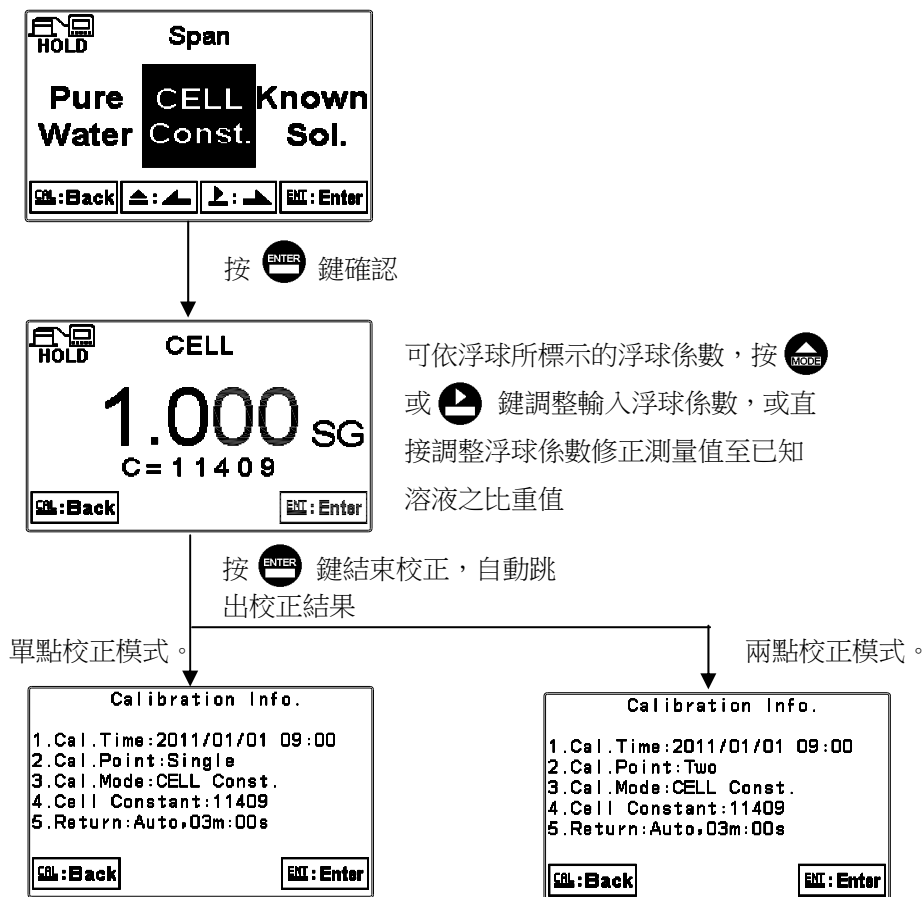 HOLD
Span
Pure Water
CELL Const.
Known Sol.
CAL:Back
ENT:Enter
按 ENTER 鍵確認
HOLD
CELL
1.000 SG
C=11409
CAL:Back
ENT:Enter
可依浮球所標示的浮球係數，按 MODE
或 鍵調整輸入浮球係數，或直
接調整浮球係數修正測量值至已知
溶液之比重值
按 ENTER 鍵結束校正，自動跳
出校正結果
單點校正模式。
Calibration Info.
1.Cal.Time:2011/01/01 09:00
2.Cal.Point:Single
3.Cal.Mode:CELL Const.
4.Cell Constant:11409
5.Return:Auto,03m:00s
CAL:Back
ENT:Enter
兩點校正模式。
Calibration Info.
1.Cal.Time:2011/01/01 09:00
2.Cal.Point:Two
3.Cal.Mode:CELL Const.
4.Cell Constant:11409
5.Return:Auto,03m:00s
CAL:Back
ENT:Enter